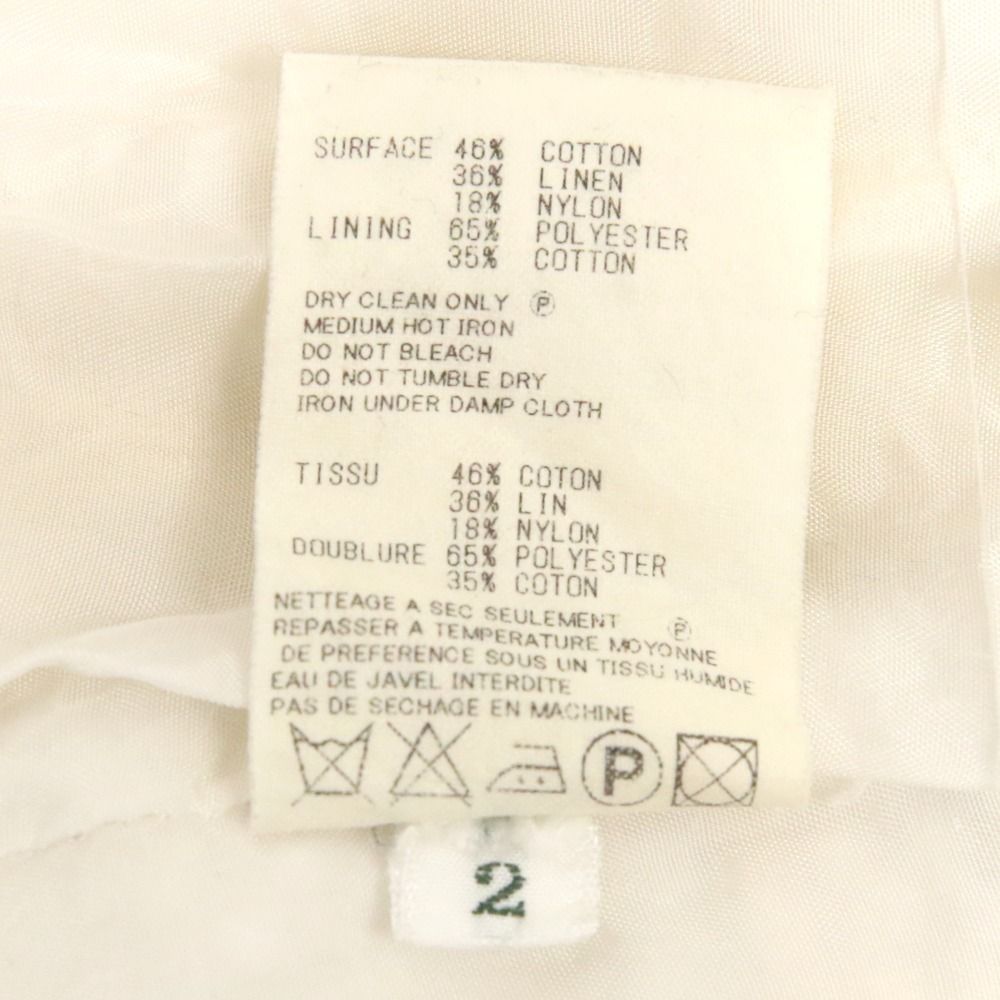 SURFACE 46% COTTON
36% LINEN
18% NYLON
LINING 65% POLYESTER
35% COTTON
DRY CLEAN ONLY Ⓟ
MEDIUM HOT IRON
DO NOT BLEACH
DO NOT TUMBLE DRY
IRON UNDER DAMP CLOTH
TISSU 46% COTON
36% LIN
18% NYLON
DOUBLURE 65% POLYESTER
35% COTON
NETTEAGE A SEC SEULEMENT Ⓟ
REPASSER A TEMPERATURE MOYONNE
DE PREFERENCE SOUS UN TISSU HUMIDE
EAU DE JAVEL INTERDITE
PAS DE SECHAGE EN MACHINE
P
2